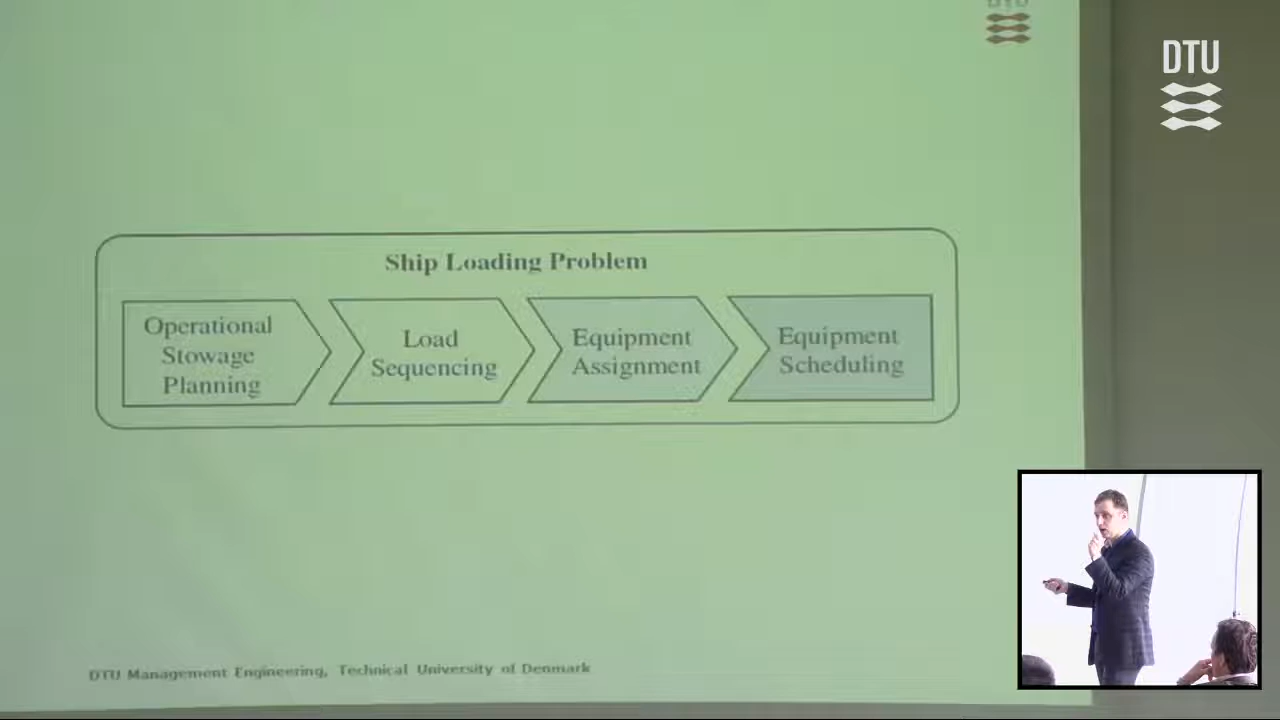 DTU
DTU
Ship Loading Problem
Operational
Stowage
Planning
Load
Sequencing
Equipment
Assignment
Equipment
Scheduling
DTU Management Engineering, Technical University of Denmark